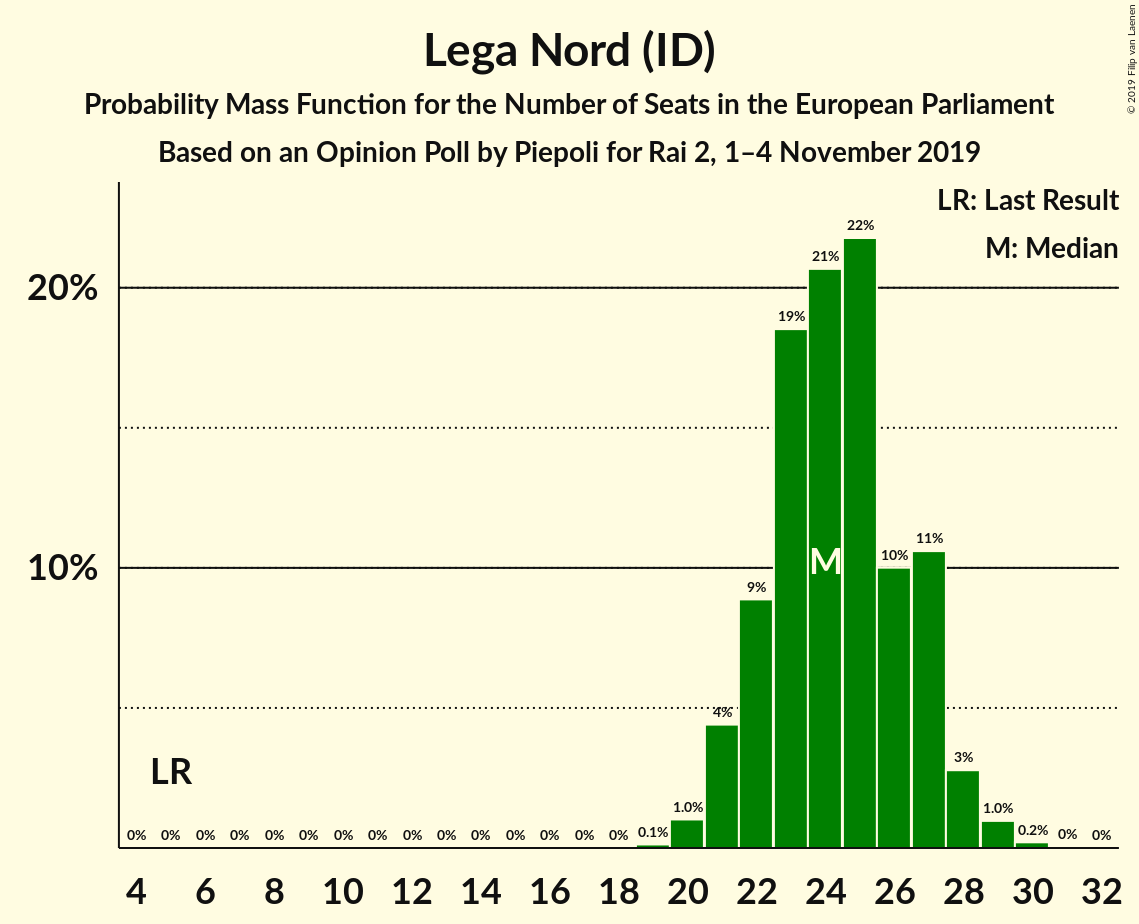 Lega Nord (ID)
Probability Mass Function for the Number of Seats in the European Parliament
Based on an Opinion Poll by Piepoli for Rai 2, 1–4 November 2019
© 2019 Filip van Laenen
LR: Last Result
M: Median
20%
10%
0% 0% 0% 0% 0% 0% 0% 0% 0% 0% 0% 0% 0% 0% 0% 0.1% 1.0% 4% 9% 19% 21% 22% 10% 11% 3% 1.0% 0.2% 0% 0%
LR
M
4 6 8 10 12 14 16 18 20 22 24 26 28 30 32